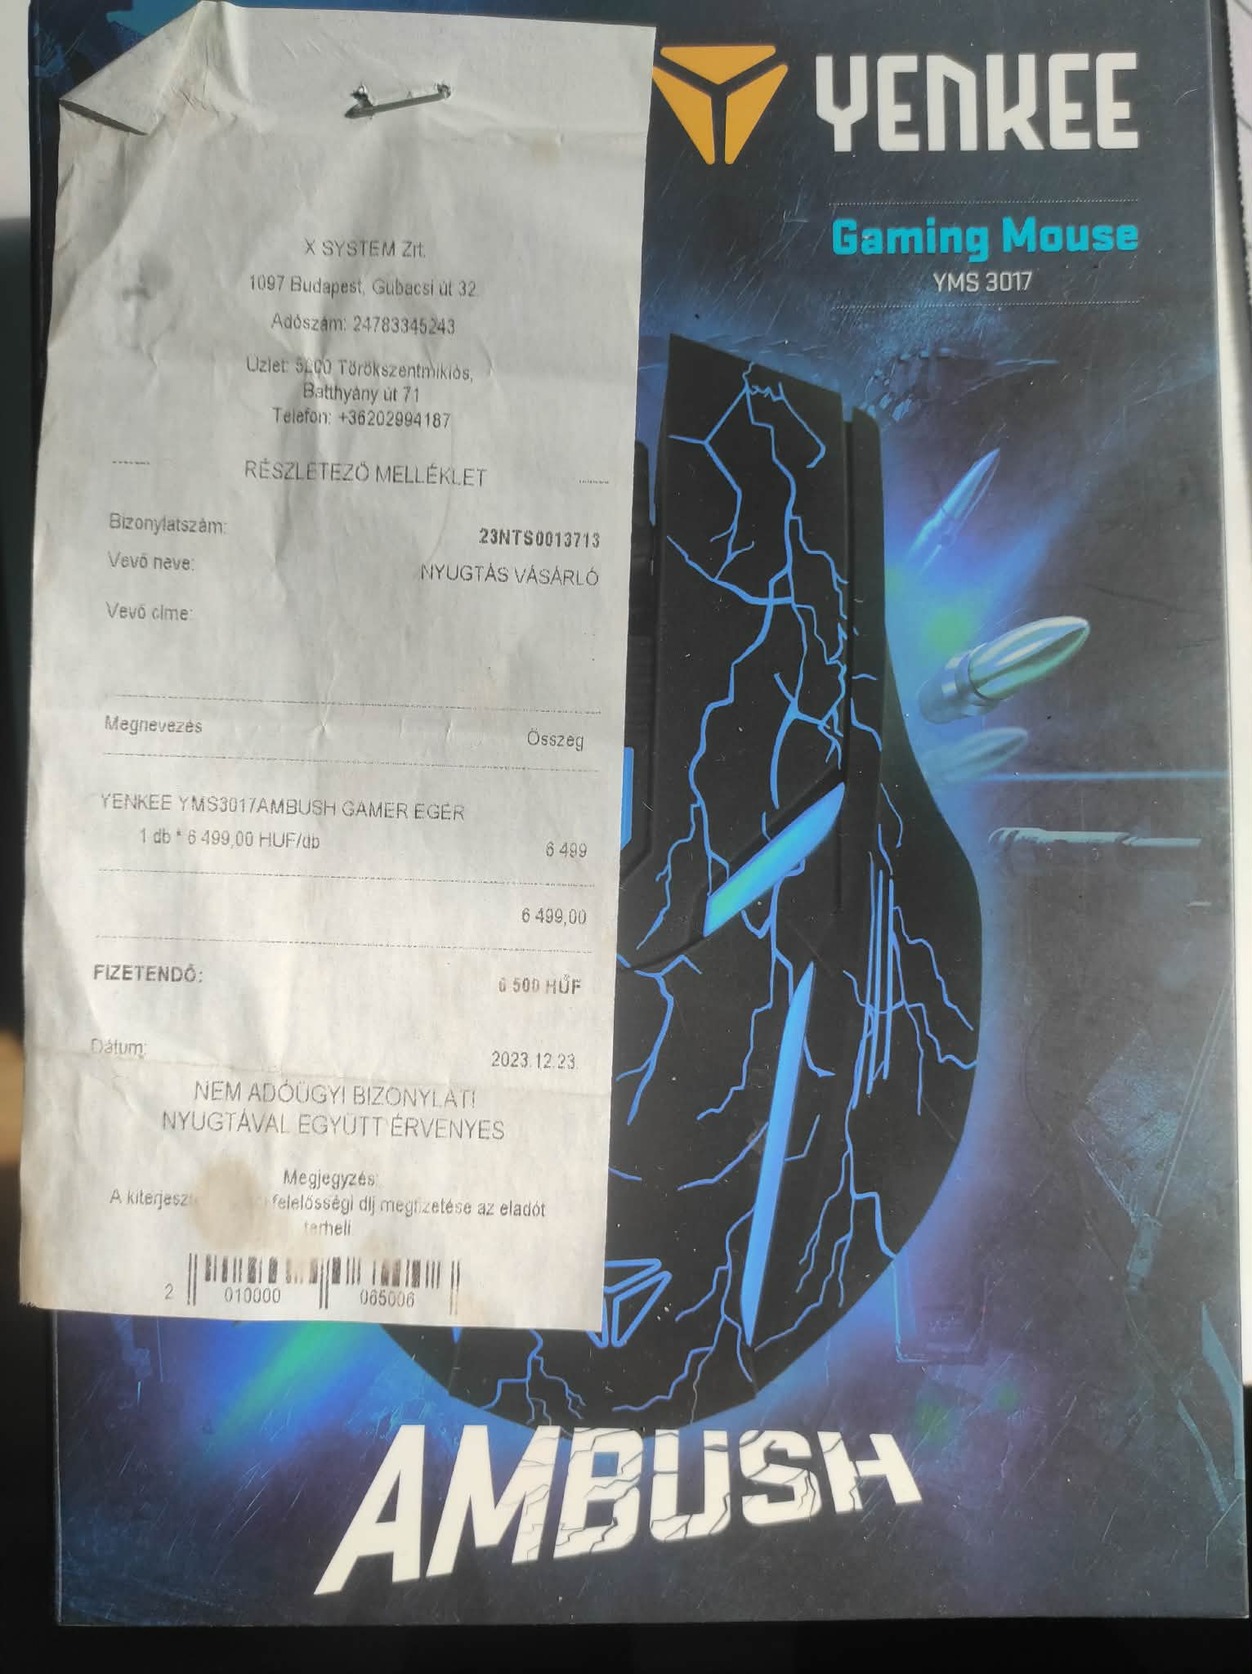 X SYSTEM Zrt.
1097 Budapest, Gubacsi út 32.
Adószám: 24783345243
Üzlet: 5200 Törökszentmiklós,
Batthyány út 71
Telefon: +36202994187
RÉSZLETEZŐ MELLÉKLET
Bizonylatszám: 23NTS0013713
Vevő neve: NYUGTÁS VÁSÁRLÓ
Vevő címe:
Megnevezés Összeg
YENKEE YMS3017AMBUSH GAMER EGÉR
1 db * 6 499,00 HUF/db 6 499
6 499,00
FIZETENDŐ: 6 500 HUF
Dátum: 2023.12.23.
NEM ADÓÜGYI BIZONYLAT!
NYUGTÁVAL EGYÜTT ÉRVÉNYES
Megjegyzés:
A felelősségi díj megfizetése az eladót
terheli
2 010000 065006
YENKEE
Gaming Mouse
YMS 3017
AMBUSH